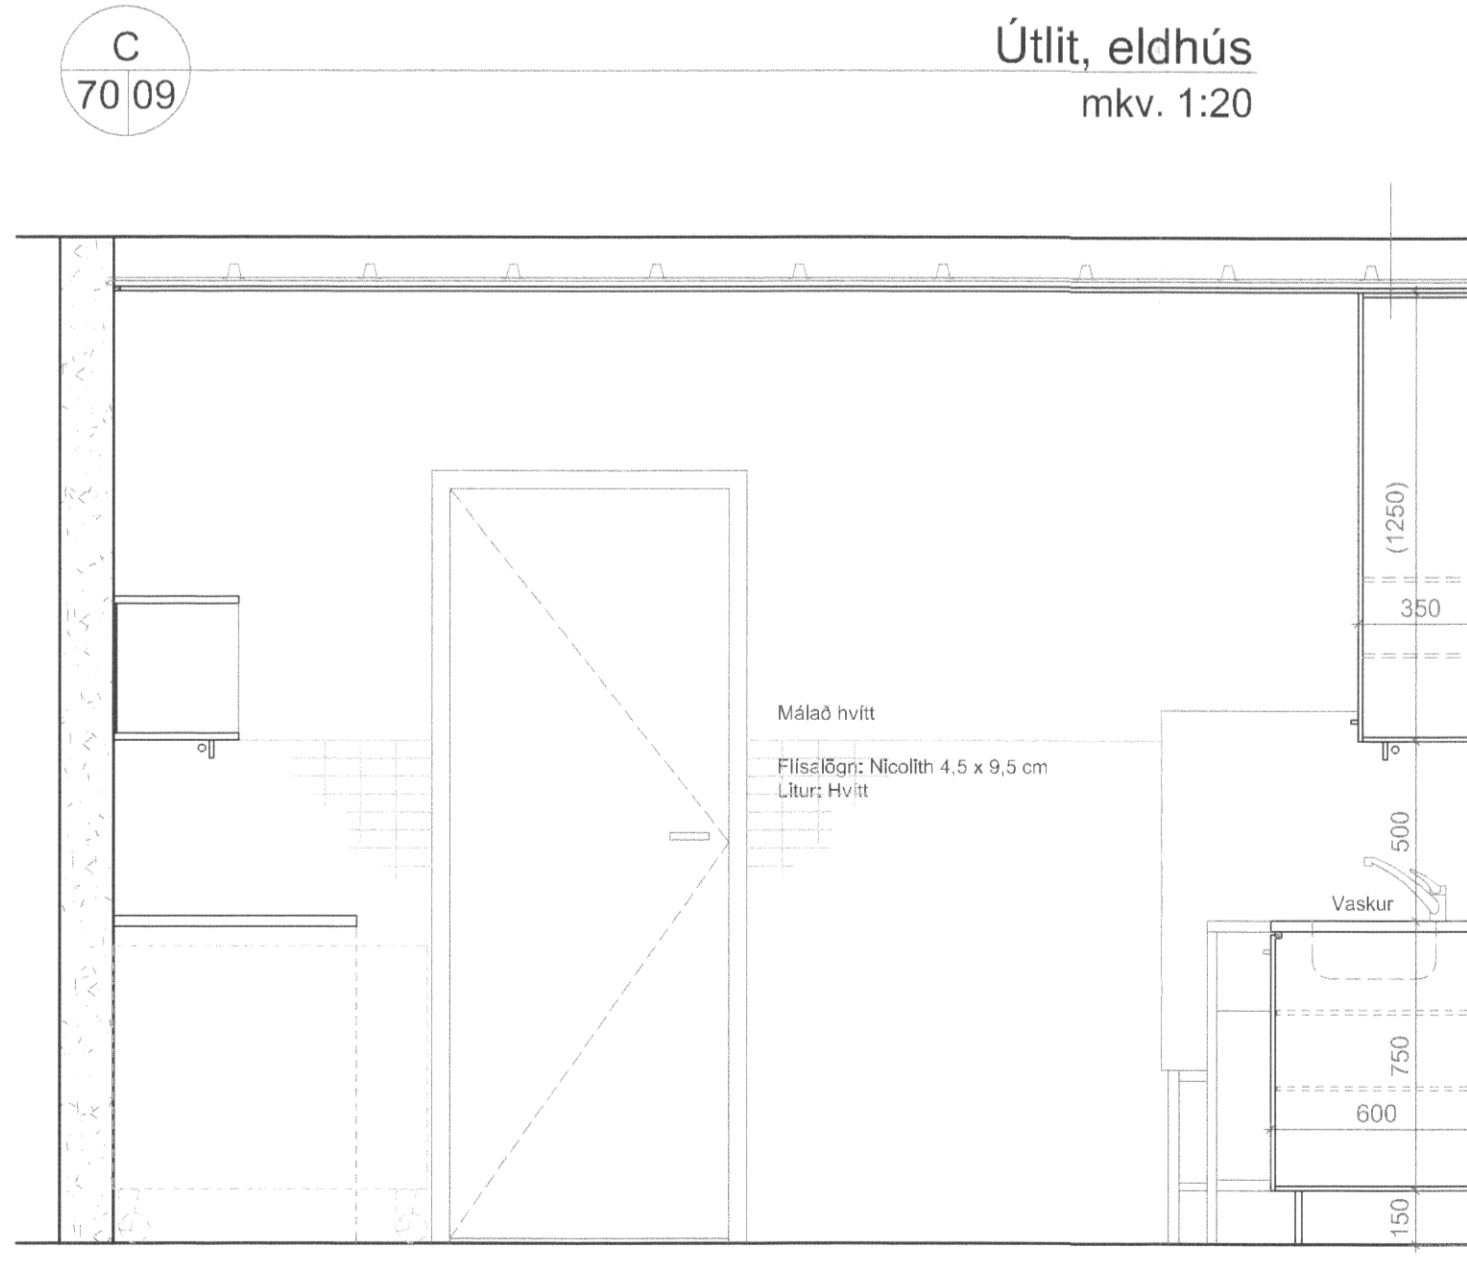 C
70 09
Útlit, eldhús
mkv. 1:20
(1250)
350
Málað hvítt
Flísalögn: Nicolith 4,5 x 9,5 cm
Litur: Hvítt
500
Vaskur
750
600
150